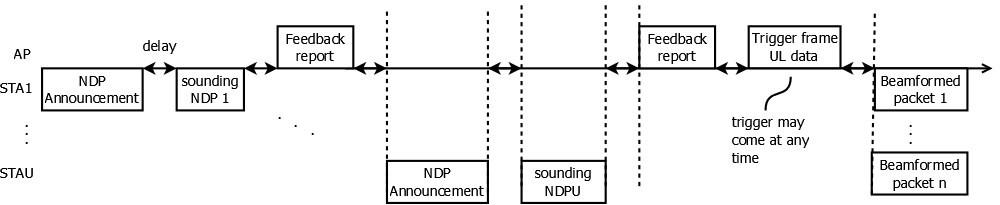 AP
STA1
STAU
delay
NDP
Announcement
sounding
NDP 1
Feedback
report
NDP
Announcement
sounding
NDPU
Feedback
report
Trigger frame
UL data
trigger may
come at any
time
Beamformed
packet 1
Beamformed
packet n